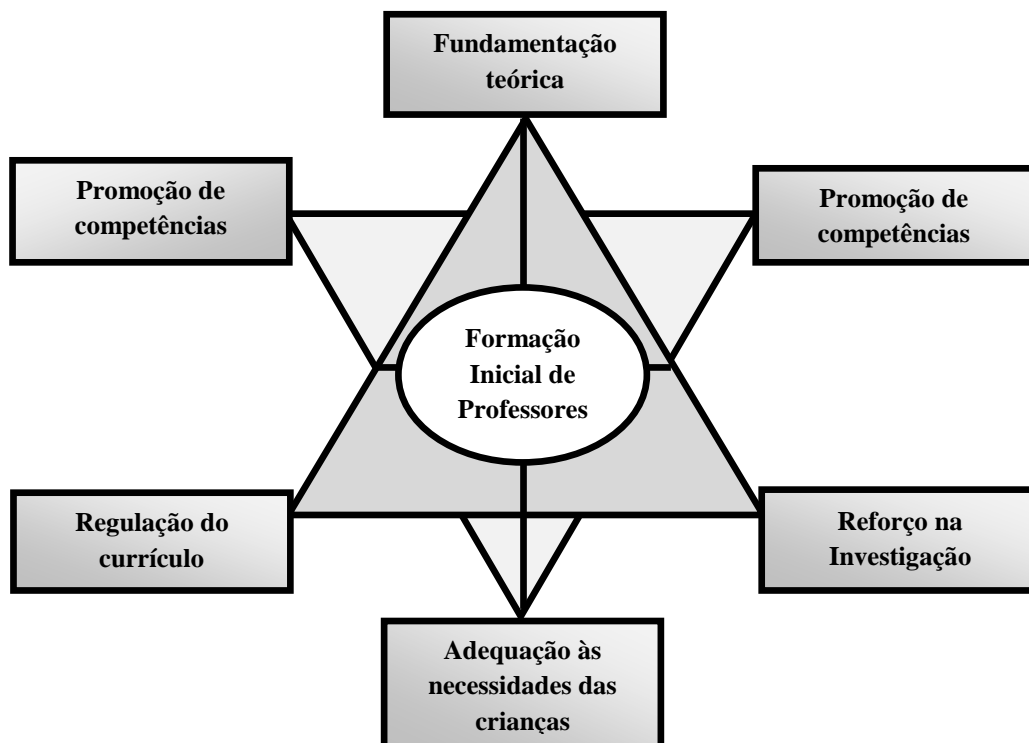 Fundamentação
teórica
Promoção de
competências
Promoção de
competências
Formação
Inicial de
Professores
Regulação do
currículo
Reforço na
Investigação
Adequação às
necessidades das
crianças